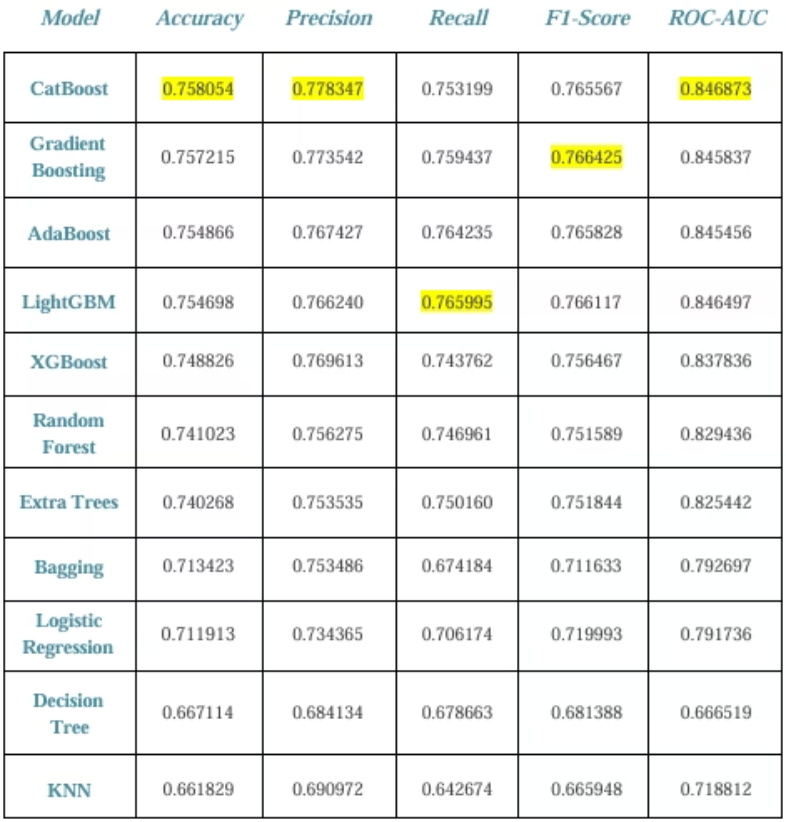 Model Accuracy Precision Recall F1-Score ROC-AUC
CatBoost 0.758054 0.778347 0.753199 0.765567 0.846873
Gradient
Boosting 0.757215 0.773542 0.759437 0.766425 0.845837
AdaBoost 0.754866 0.767427 0.764235 0.765828 0.845456
LightGBM 0.754698 0.766240 0.765995 0.766117 0.846497
XGBoost 0.748826 0.769613 0.743762 0.756467 0.837836
Random
Forest 0.741023 0.756275 0.746961 0.751589 0.829436
Extra Trees 0.740268 0.753535 0.750160 0.751844 0.825442
Bagging 0.713423 0.753486 0.674184 0.711633 0.792697
Logistic
Regression 0.711913 0.734365 0.706174 0.719993 0.791736
Decision
Tree 0.667114 0.684134 0.678663 0.681388 0.666519
KNN 0.661829 0.690972 0.642674 0.665948 0.718812